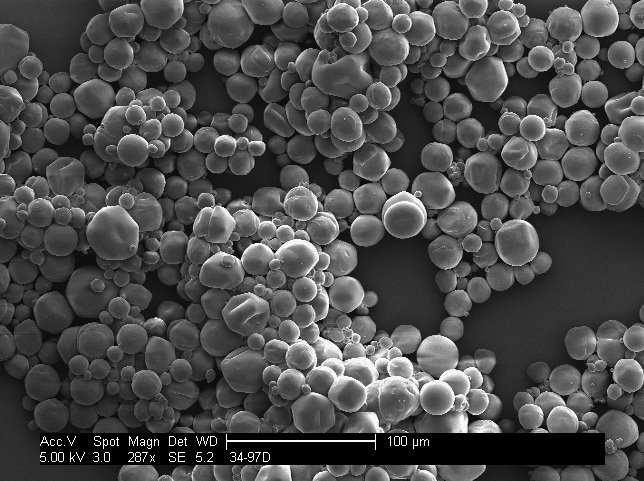 Acc.V Spot Magn Det WD 100 µm
5.00 kV 3.0 287x SE 5.2 34-97D